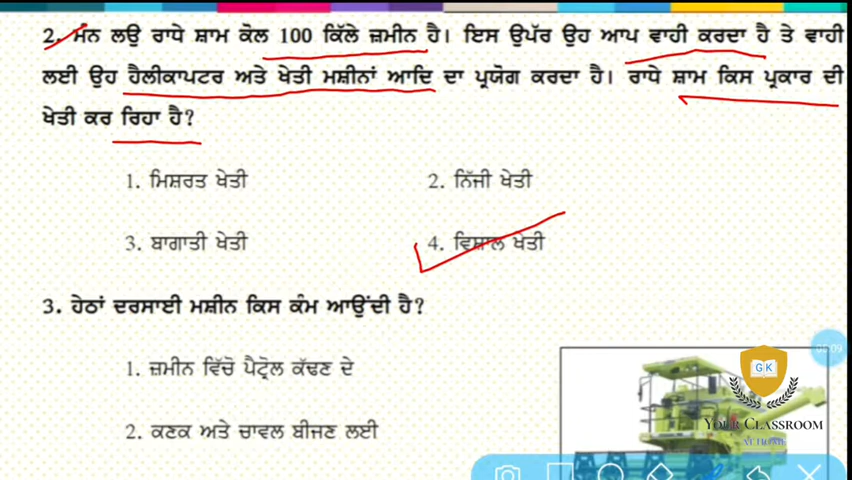 2. ਮੰਨ ਲਉ ਰਾਧੇ ਸ਼ਾਮ ਕੋਲ 100 ਕਿੱਲੇ ਜ਼ਮੀਨ ਹੈ। ਇਸ ਉਪੱਰ ਉਹ ਆਪ ਵਾਹੀ ਕਰਦਾ ਹੈ ਤੇ ਵਾਹੀ
ਲਈ ਉਹ ਹੈਲੀਕਾਪਟਰ ਅਤੇ ਖੇਤੀ ਮਸ਼ੀਨਾਂ ਆਦਿ ਦਾ ਪ੍ਰਯੋਗ ਕਰਦਾ ਹੈ। ਰਾਧੇ ਸ਼ਾਮ ਕਿਸ ਪ੍ਰਕਾਰ ਦੀ
ਖੇਤੀ ਕਰ ਰਿਹਾ ਹੈ?
1. ਮਿਸ਼ਰਤ ਖੇਤੀ
2. ਨਿੱਜੀ ਖੇਤੀ
3. ਬਾਗਾਤੀ ਖੇਤੀ
4. ਵਿਸ਼ਾਲ ਖੇਤੀ
3. ਹੇਠਾਂ ਦਰਸਾਈ ਮਸ਼ੀਨ ਕਿਸ ਕੰਮ ਆਉਂਦੀ ਹੈ?
1. ਜ਼ਮੀਨ ਵਿੱਚੋ ਪੈਟ੍ਰੋਲ ਕੱਢਣ ਦੇ
2. ਕਣਕ ਅਤੇ ਚਾਵਲ ਬੀਜਣ ਲਈ
GK
YOUR CLASSROOM